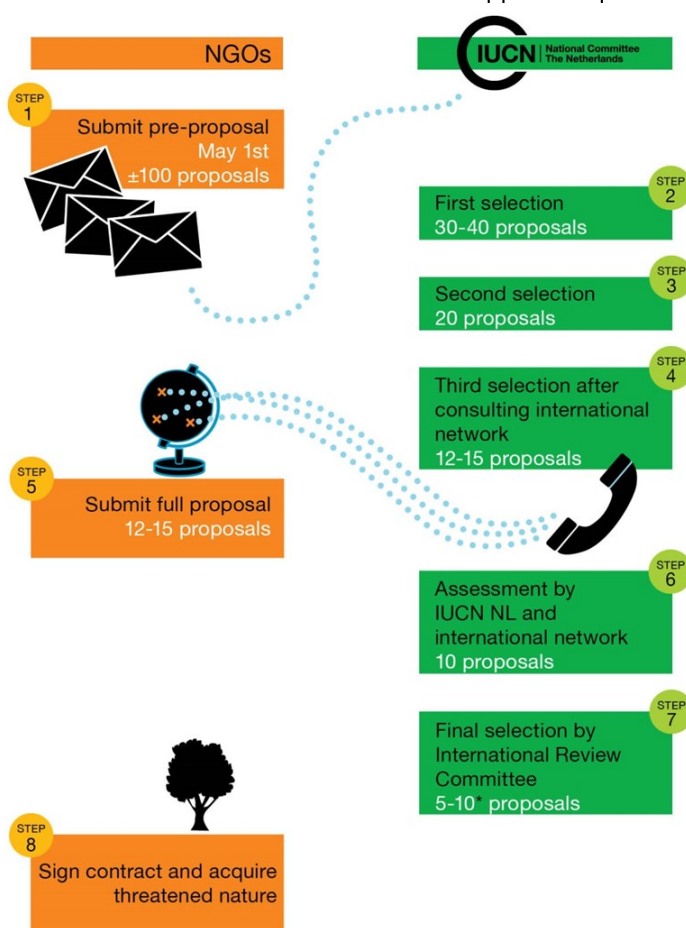 NGOs
IUCN National Committee
The Netherlands
STEP
1
Submit pre-proposal
May 1st
±100 proposals
STEP
2
First selection
30-40 proposals
STEP
3
Second selection
20 proposals
STEP
4
Third selection after
consulting international
network
12-15 proposals
STEP
5
Submit full proposal
12-15 proposals
STEP
6
Assessment by
IUCN NL and
international network
10 proposals
STEP
7
Final selection by
International Review
Committee
5-10* proposals
STEP
8
Sign contract and acquire
threatened nature